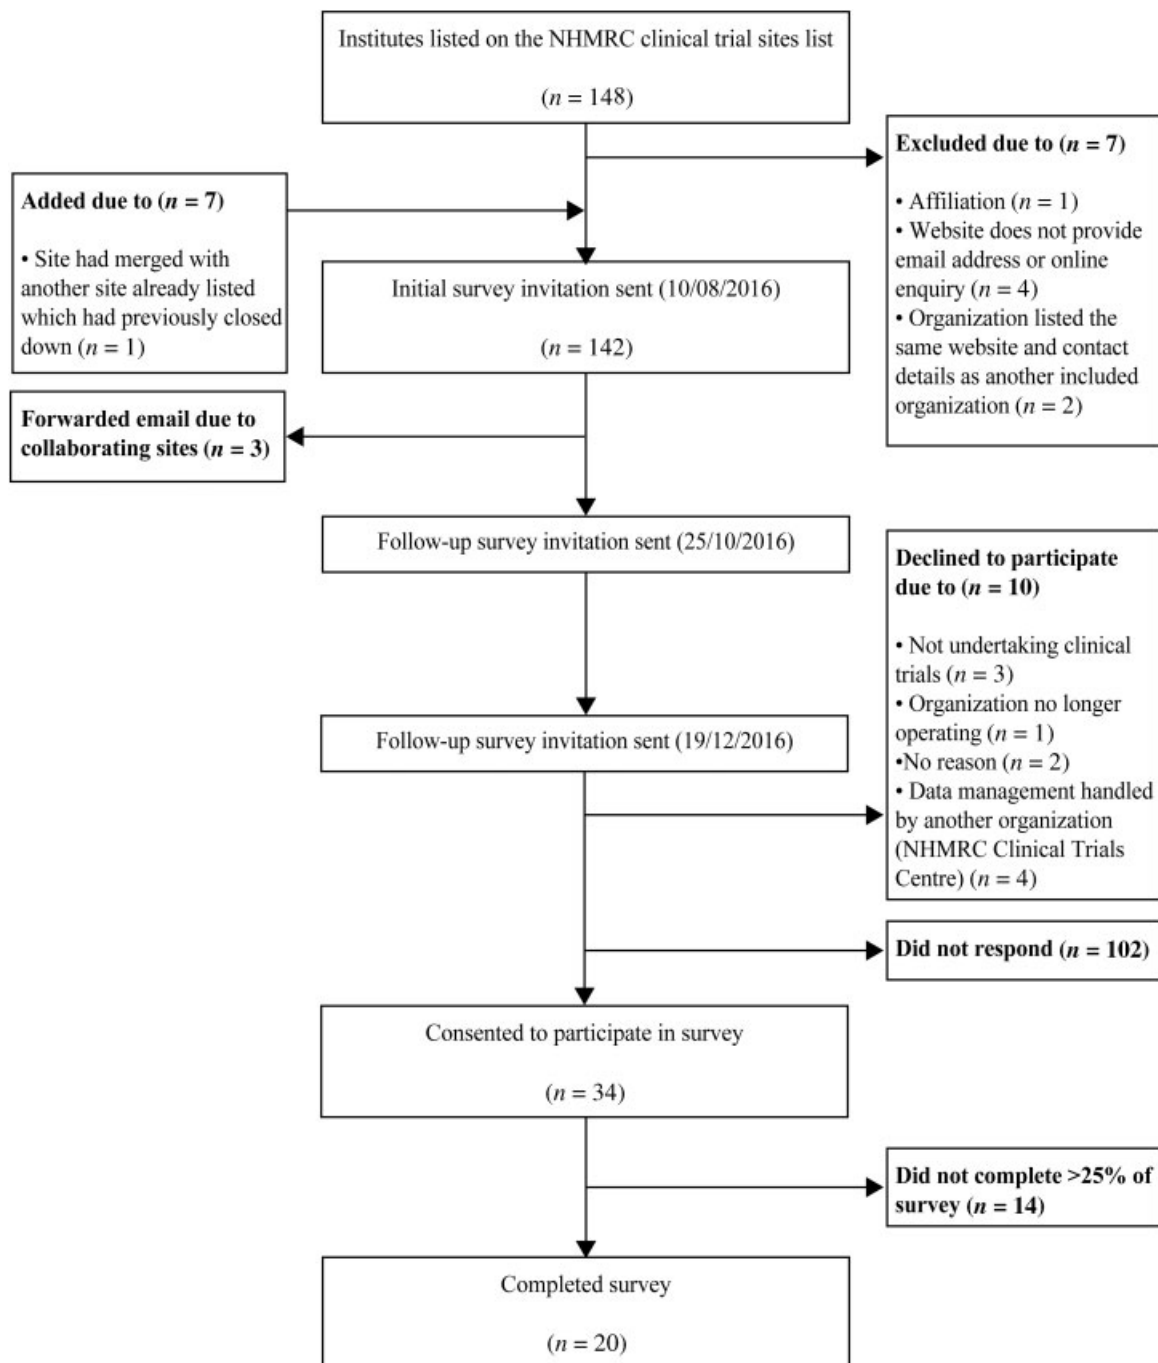 Institutes listed on the NHMRC clinical trial sites list
(n = 148)
Excluded due to (n = 7)
• Affiliation (n = 1)
• Website does not provide
email address or online
enquiry (n = 4)
• Organization listed the
same website and contact
details as another included
organization (n = 2)
Added due to (n = 7)
• Site had merged with
another site already listed
which had previously closed
down (n = 1)
Initial survey invitation sent (10/08/2016)
(n = 142)
Forwarded email due to
collaborating sites (n = 3)
Follow-up survey invitation sent (25/10/2016)
Follow-up survey invitation sent (19/12/2016)
Declined to participate
due to (n = 10)
• Not undertaking clinical
trials (n = 3)
• Organization no longer
operating (n = 1)
•No reason (n = 2)
• Data management handled
by another organization
(NHMRC Clinical Trials
Centre) (n = 4)
Did not respond (n = 102)
Consented to participate in survey
(n = 34)
Did not complete >25% of
survey (n = 14)
Completed survey
(n = 20)